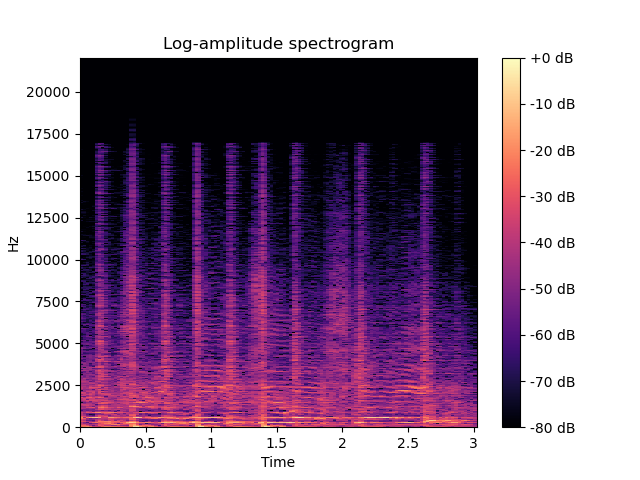 Log-amplitude spectrogram
Hz
20000
17500
15000
12500
10000
7500
5000
2500
0
0 0.5 1 1.5 2 2.5 3
Time
+0 dB
-10 dB
-20 dB
-30 dB
-40 dB
-50 dB
-60 dB
-70 dB
-80 dB